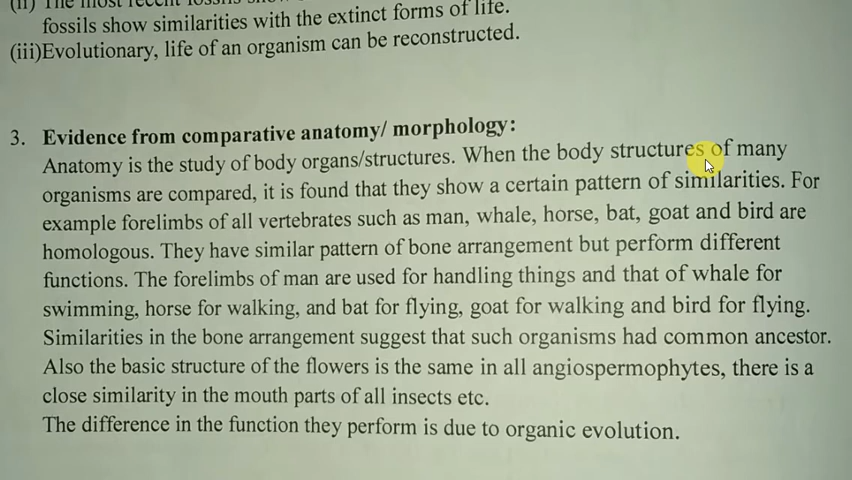 (ii) The most recent fossils
fossils show similarities with the extinct forms of life.
(iii)Evolutionary, life of an organism can be reconstructed.
3. Evidence from comparative anatomy/ morphology:
Anatomy is the study of body organs/structures. When the body structures of many
organisms are compared, it is found that they show a certain pattern of similarities. For
example forelimbs of all vertebrates such as man, whale, horse, bat, goat and bird are
homologous. They have similar pattern of bone arrangement but perform different
functions. The forelimbs of man are used for handling things and that of whale for
swimming, horse for walking, and bat for flying, goat for walking and bird for flying.
Similarities in the bone arrangement suggest that such organisms had common ancestor.
Also the basic structure of the flowers is the same in all angiospermophytes, there is a
close similarity in the mouth parts of all insects etc.
The difference in the function they perform is due to organic evolution.